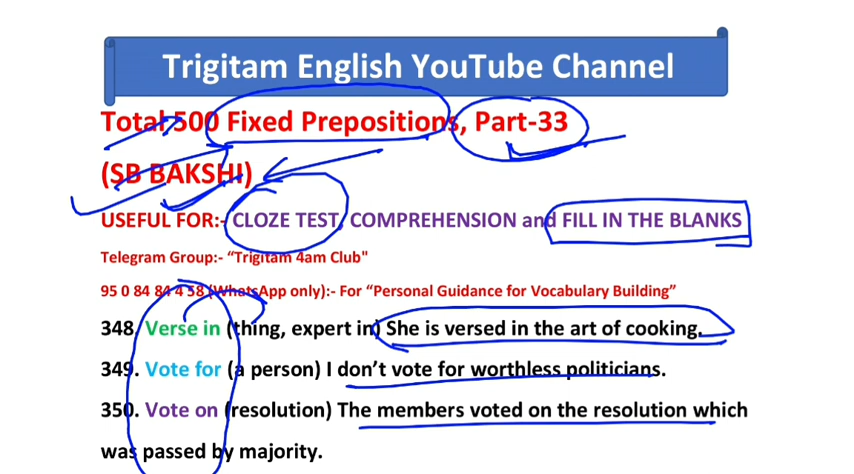 Trigitam English YouTube Channel
Total 500 Fixed Prepositions, Part-33
(SB BAKSHI)
USEFUL FOR:- CLOZE TEST, COMPREHENSION and FILL IN THE BLANKS
Telegram Group:- “Trigitam 4am Club"
95 0 84 84 4 58 (WhatsApp only):- For “Personal Guidance for Vocabulary Building”
348. Verse in (thing, expert in) She is versed in the art of cooking.
349. Vote for (a person) I don’t vote for worthless politicians.
350. Vote on (resolution) The members voted on the resolution which
was passed by majority.